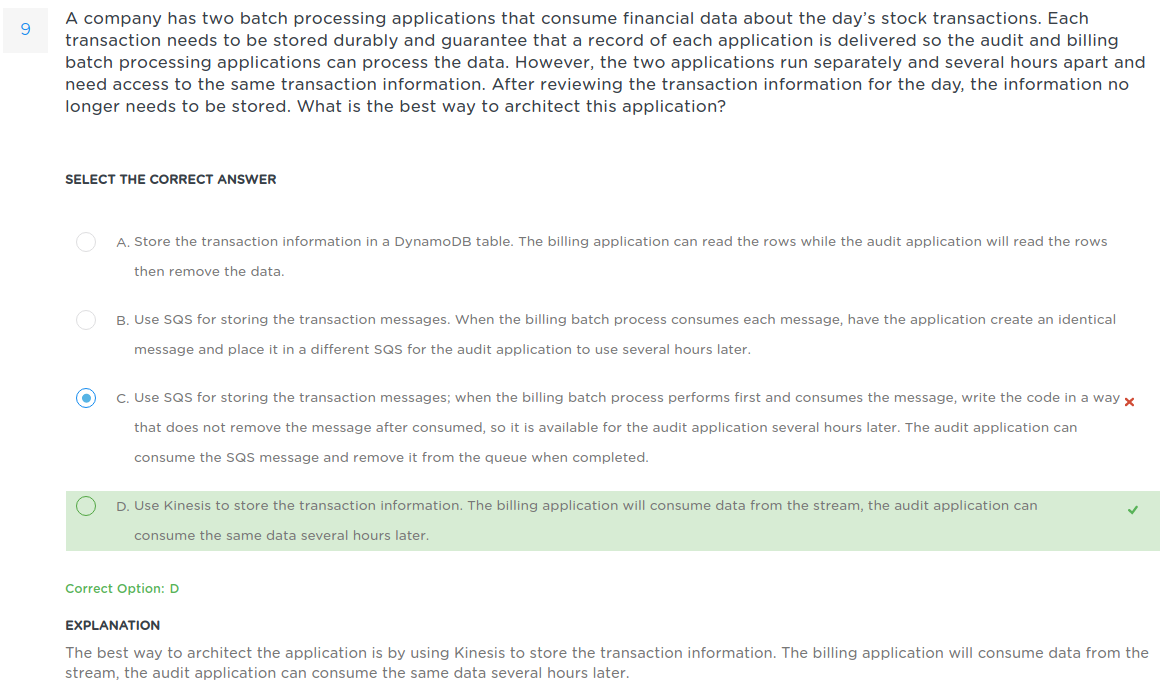 9
A company has two batch processing applications that consume financial data about the day's stock transactions. Each
transaction needs to be stored durably and guarantee that a record of each application is delivered so the audit and billing
batch processing applications can process the data. However, the two applications run separately and several hours apart and
need access to the same transaction information. After reviewing the transaction information for the day, the information no
longer needs to be stored. What is the best way to architect this application?
SELECT THE CORRECT ANSWER
A. Store the transaction information in a DynamoDB table. The billing application can read the rows while the audit application will read the rows
then remove the data.
B. Use SQS for storing the transaction messages. When the billing batch process consumes each message, have the application create an identical
message and place it in a different SQS for the audit application to use several hours later.
C. Use SQS for storing the transaction messages; when the billing batch process performs first and consumes the message, write the code in a way
that does not remove the message after consumed, so it is available for the audit application several hours later. The audit application can
consume the SQS message and remove it from the queue when completed.
D. Use Kinesis to store the transaction information. The billing application will consume data from the stream, the audit application can
consume the same data several hours later.
Correct Option: D
EXPLANATION
The best way to architect the application is by using Kinesis to store the transaction information. The billing application will consume data from the
stream, the audit application can consume the same data several hours later.